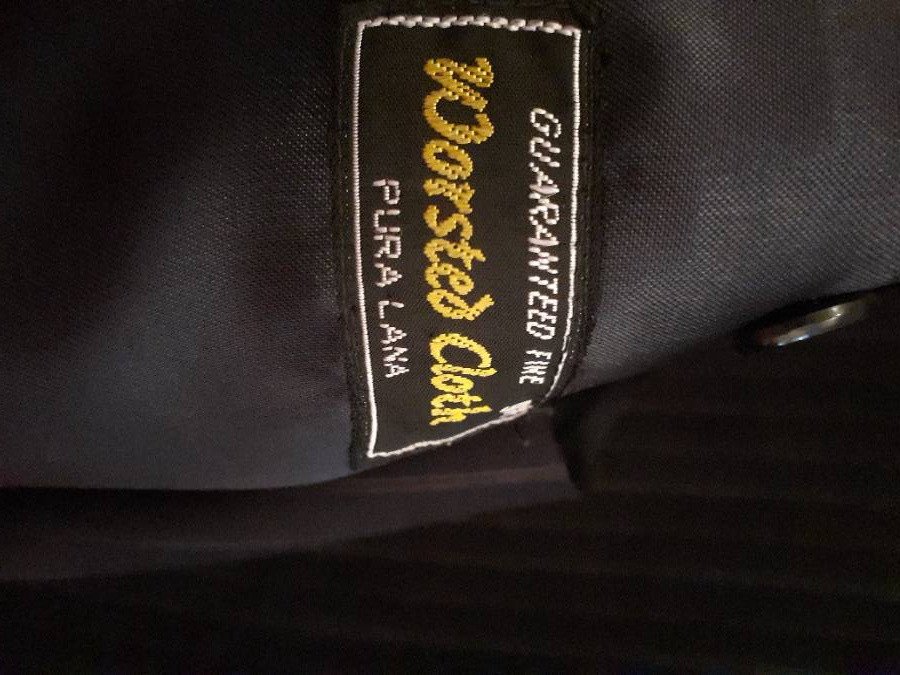 GUARANTEED FINE
Worsted Cloth
PURA LANA